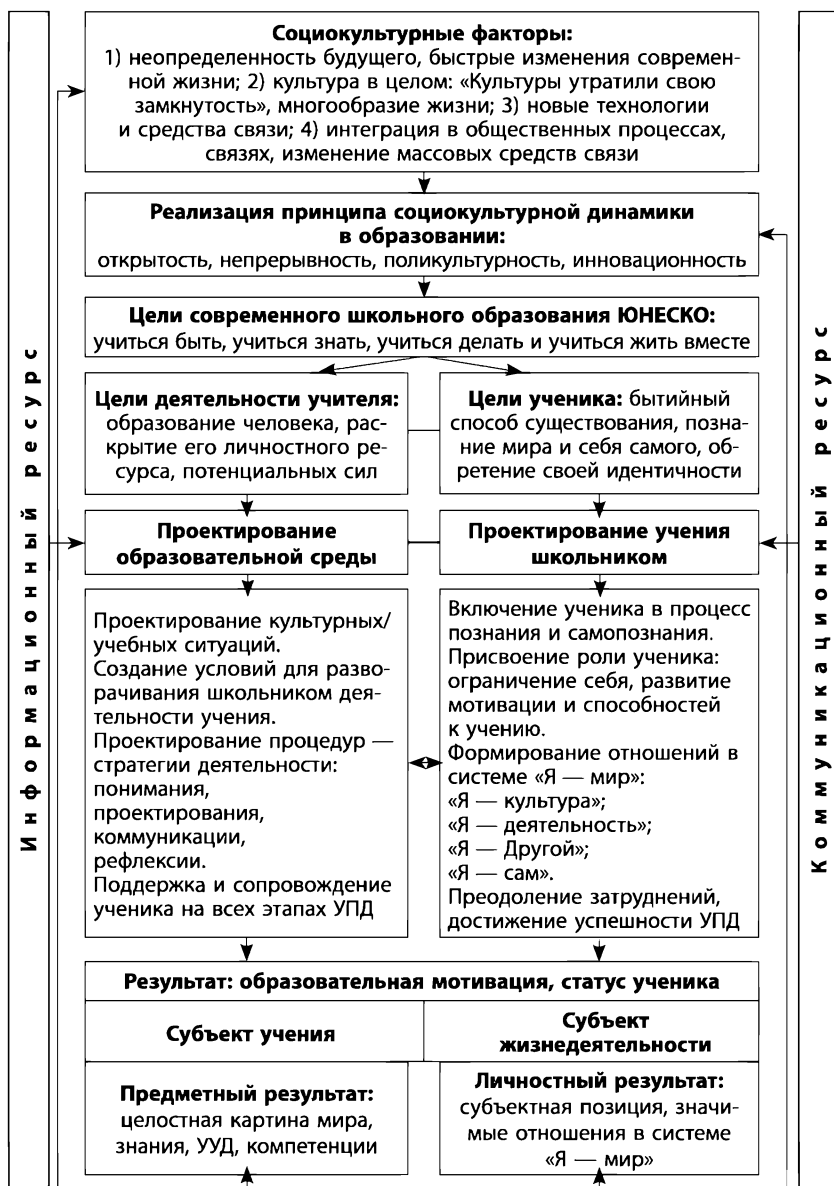 Социокультурные факторы:
1) неопределенность будущего, быстрые изменения современ-
ной жизни; 2) культура в целом: «Культуры утратили свою
замкнутость», многообразие жизни; 3) новые технологии
и средства связи; 4) интеграция в общественных процессах,
связях, изменение массовых средств связи
Реализация принципа социокультурной динамики
в образовании:
открытость, непрерывность, поликультурность, инновационность
Цели современного школьного образования ЮНЕСКО:
учиться быть, учиться знать, учиться делать и учиться жить вместе
Цели деятельности учителя:
образование человека, рас-
крытие его личностного ре-
сурса, потенциальных сил
Цели ученика: бытийный
способ существования, позна-
ние мира и себя самого, об-
ретение своей идентичности
Проектирование
образовательной среды
Проектирование учения
школьником
Проектирование культурных/
учебных ситуаций.
Создание условий для разво-
рачивания школьником дея-
тельности учения.
Проектирование процедур —
стратегии деятельности:
понимания,
проектирования,
коммуникации,
рефлексии.
Поддержка и сопровождение
ученика на всех этапах УПД
Включение ученика в процесс
познания и самопознания.
Присвоение роли ученика:
ограничение себя, развитие
мотивации и способностей
к учению.
Формирование отношений в
системе «Я — мир»:
«Я — культура»;
«Я — деятельность»;
«Я — Другой»;
«Я — сам».
Преодоление затруднений,
достижение успешности УПД
Результат: образовательная мотивация, статус ученика
Субъект учения
Субъект
жизнедеятельности
Предметный результат:
целостная картина мира,
знания, УУД, компетенции
Личностный результат:
субъектная позиция, значи-
мые отношения в системе
«Я — мир»
Информационный ресурс
Коммуникационный ресурс